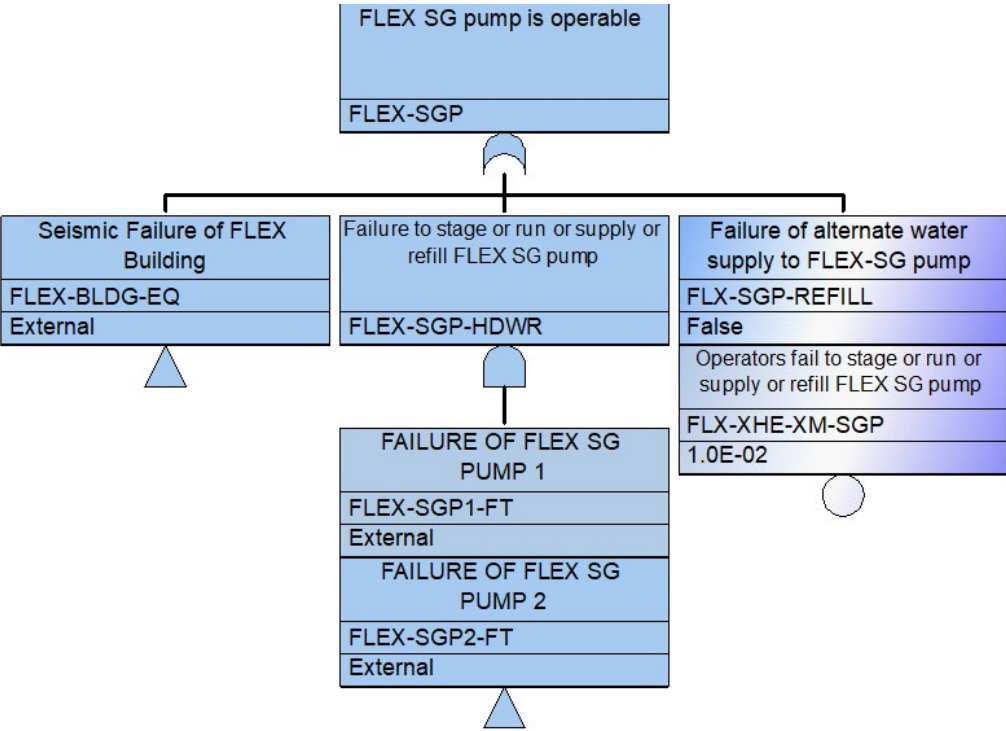 FLEX SG pump is operable
FLEX-SGP
Seismic Failure of FLEX
Building
FLEX-BLDG-EQ
External
Failure to stage or run or supply or
refill FLEX SG pump
FLEX-SGP-HDWR
Failure of alternate water
supply to FLEX-SG pump
FLX-SGP-REFILL
False
Operators fail to stage or run or
supply or refill FLEX SG pump
FLX-XHE-XM-SGP
1.0E-02
FAILURE OF FLEX SG
PUMP 1
FLEX-SGP1-FT
External
FAILURE OF FLEX SG
PUMP 2
FLEX-SGP2-FT
External